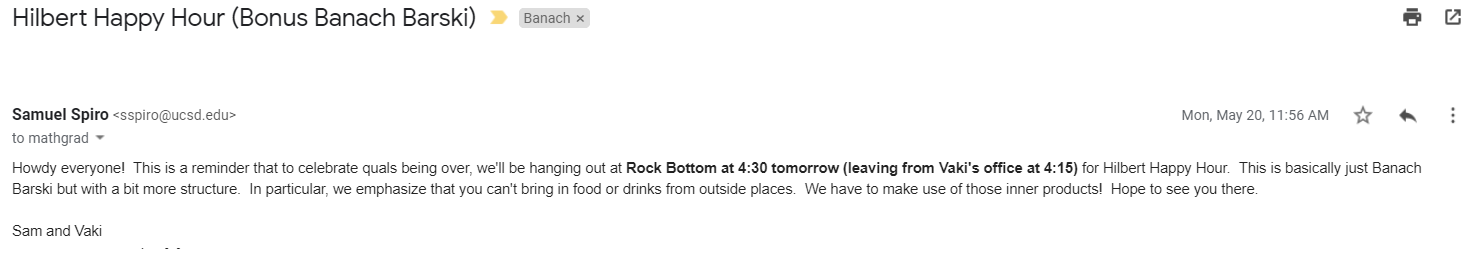 Hilbert Happy Hour (Bonus Banach Barski) Banach ×
Samuel Spiro <sspiro@ucsd.edu> Mon, May 20, 11:56 AM
to mathgrad
Howdy everyone!  This is a reminder that to celebrate quals being over, we'll be hanging out at Rock Bottom at 4:30 tomorrow (leaving from Vaki's office at 4:15) for Hilbert Happy Hour.  This is basically just Banach
Barski but with a bit more structure.  In particular, we emphasize that you can't bring in food or drinks from outside places.  We have to make use of those inner products!  Hope to see you there.
Sam and Vaki